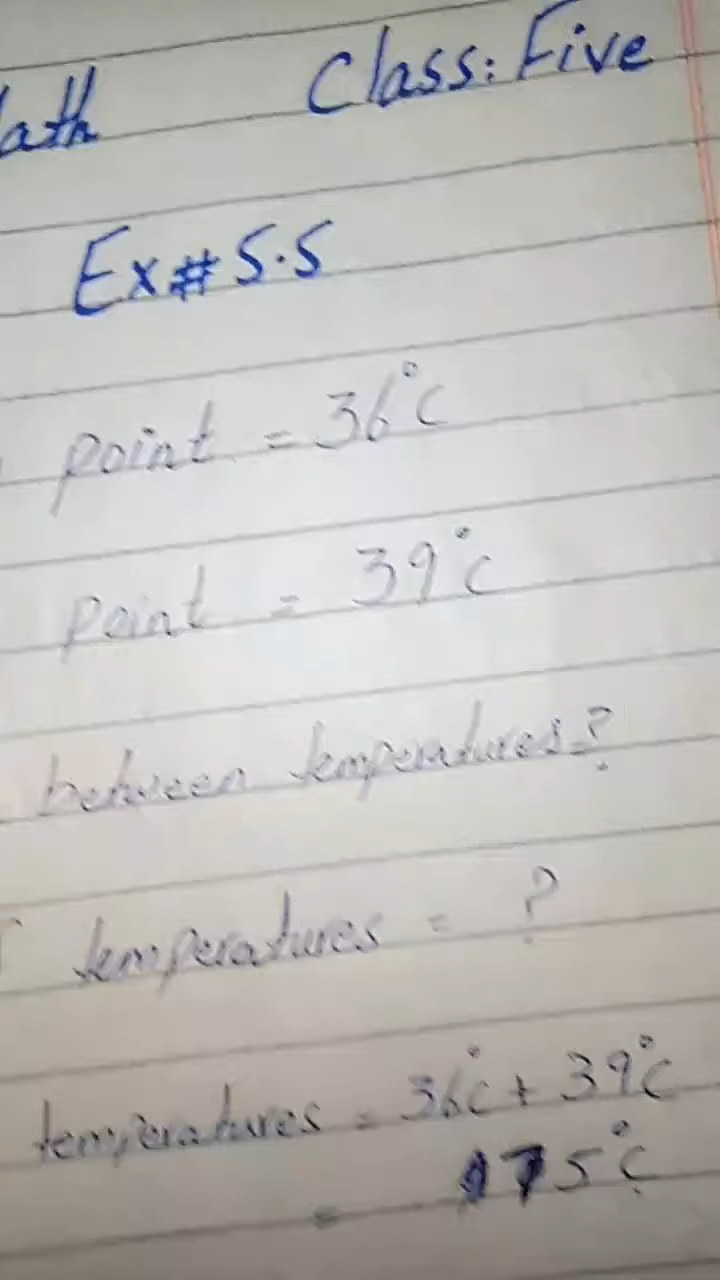 ath Class: Five
Ex# 5.5
point = 36°C
point = 39°C
between temperatures?
temperatures = ?
temperatures = 36°C + 39°C
= 75°C